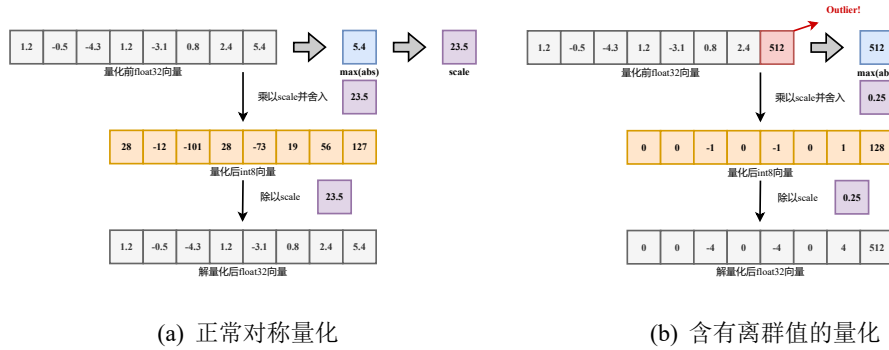 Outlier!
1.2 -0.5 -4.3 1.2 -3.1 0.8 2.4 5.4 5.4 23.5
量化前float32向量 max(abs) scale
乘以scale并舍入 23.5
28 -12 -101 28 -73 19 56 127
量化后int8向量
除以scale 23.5
1.2 -0.5 -4.3 1.2 -3.1 0.8 2.4 5.4
解量化后float32向量
(a) 正常对称量化
1.2 -0.5 -4.3 1.2 -3.1 0.8 2.4 512 512
量化前float32向量 max(ab
乘以scale并舍入 0.25
0 0 -1 0 -1 0 1 128
量化后int8向量
除以scale 0.25
0 0 -4 0 -4 0 4 512
解量化后float32向量
(b) 含有离群值的量化